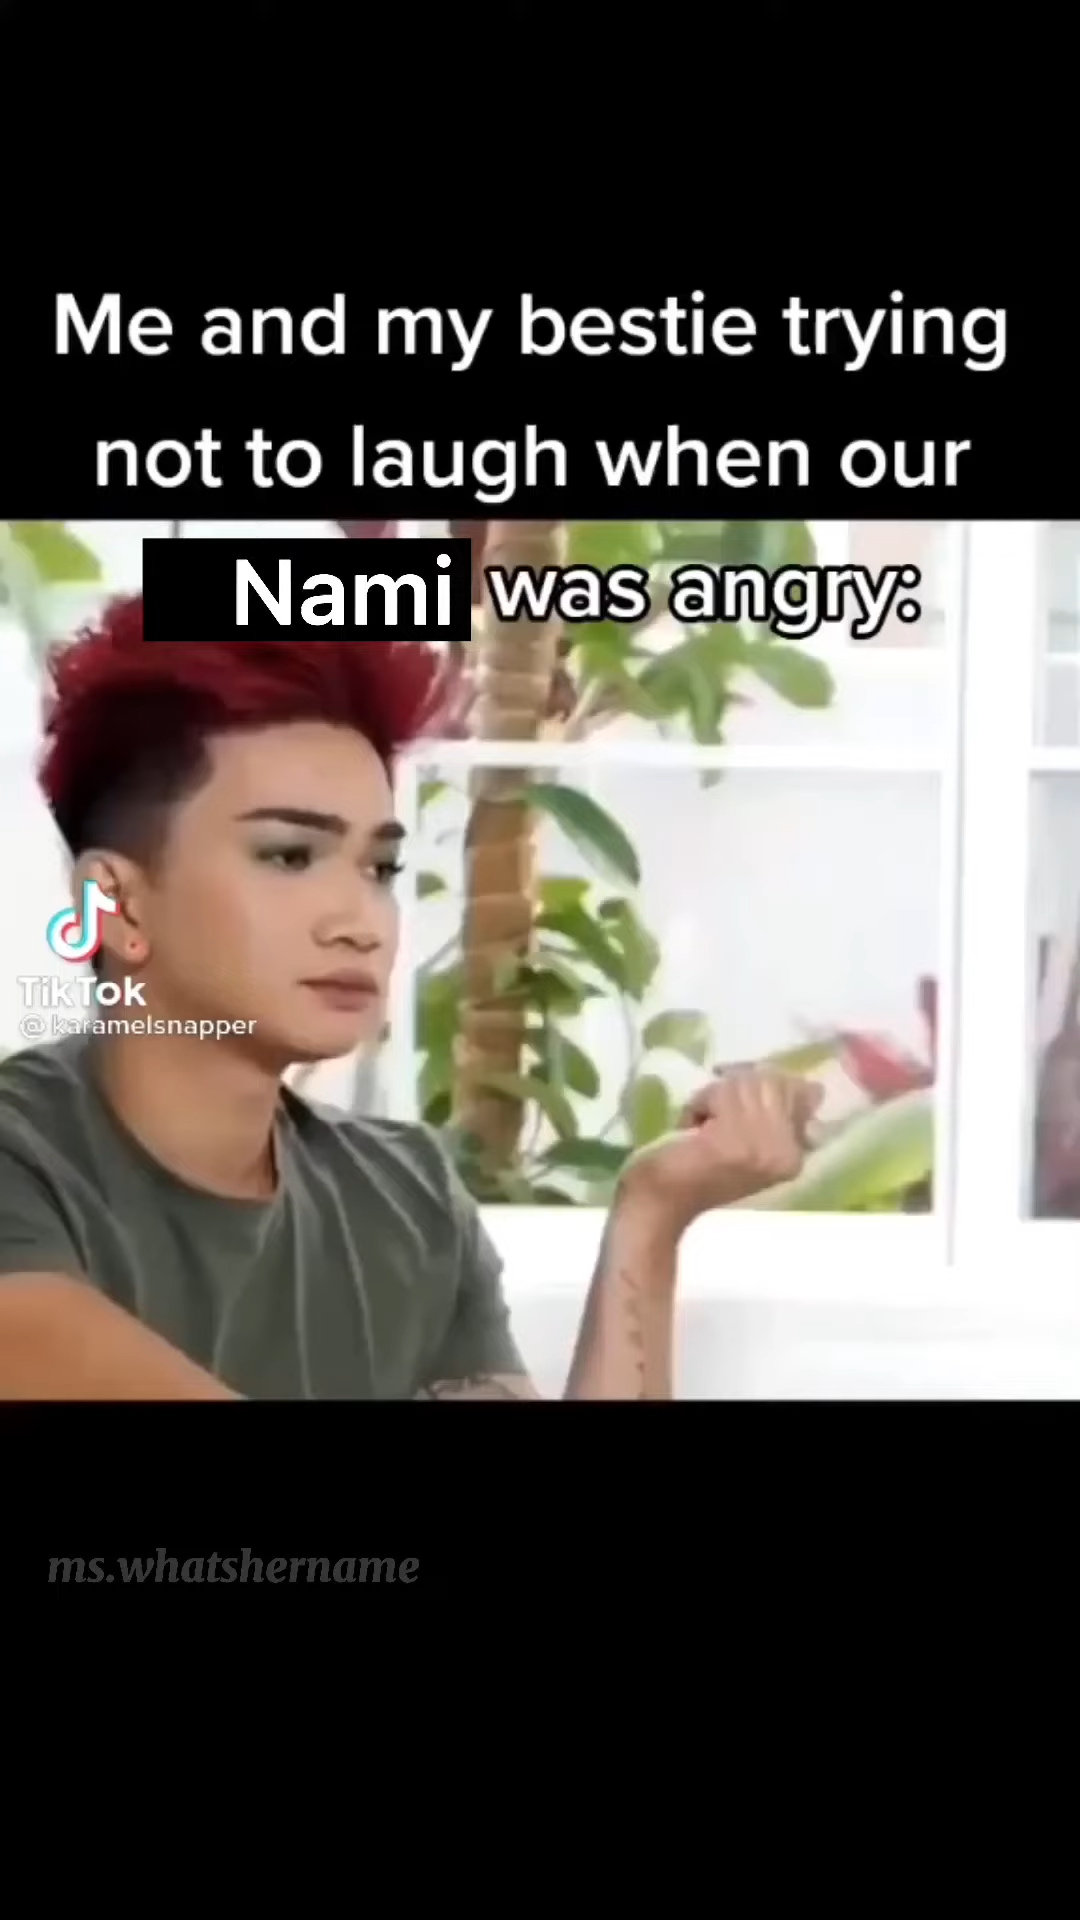 Me and my bestie trying
not to laugh when our
Nami was angry:
TikTok
@karamelsnapper
ms.whatshername